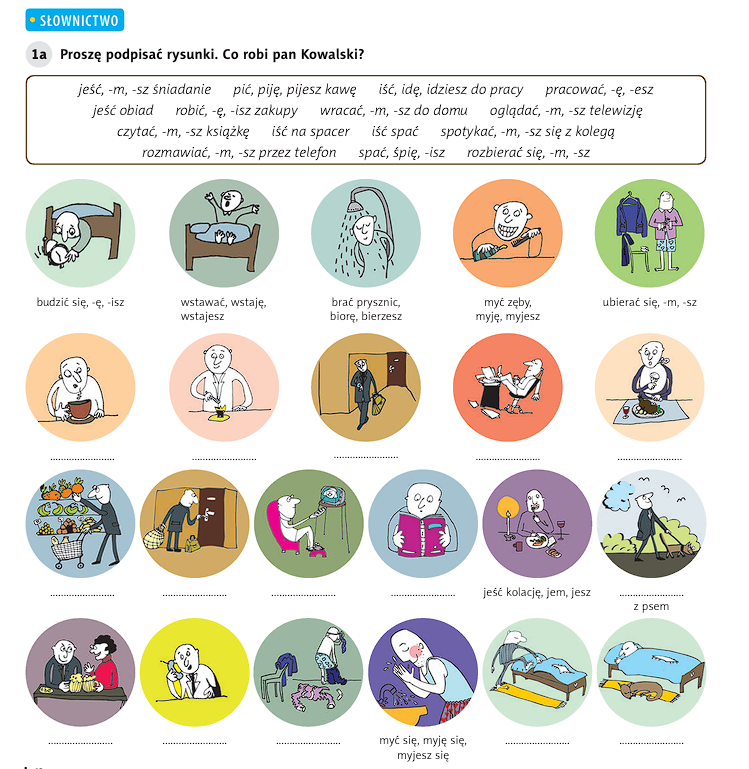 • SŁOWNICTWO
1a Proszę podpisać rysunki. Co robi pan Kowalski?
jeść, -m, -sz śniadanie pić, piję, pijesz kawę iść, idę, idziesz do pracy pracować, -ę, -esz
jeść obiad robić, -ę, -isz zakupy wracać, -m, -sz do domu oglądać, -m, -sz telewizję
czytać, -m, -sz książkę iść na spacer iść spać spotykać, -m, -sz się z kolegą
rozmawiać, -m, -sz przez telefon spać, śpię, -isz rozbierać się, -m, -sz
budzić się, -ę, -isz
wstawać, wstaję,
wstajesz
brać prysznic,
biorę, bierzesz
myć zęby,
myję, myjesz
ubierać się, -m, -sz
jeść kolację, jem, jesz
z psem
myć się, myję się,
myjesz się